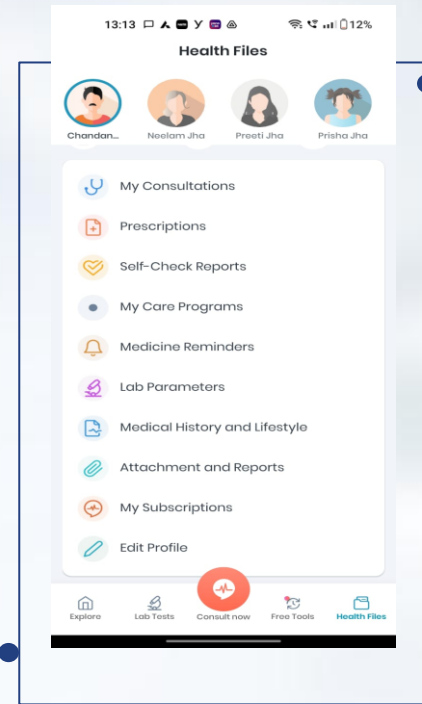 13:13 12%
Health Files
Chandan... Neelam Jha Preeti Jha Prisha Jha
My Consultations
Prescriptions
Self-Check Reports
My Care Programs
Medicine Reminders
Lab Parameters
Medical History and Lifestyle
Attachment and Reports
My Subscriptions
Edit Profile
Explore Lab Tests Consult now Free Tools Health Files